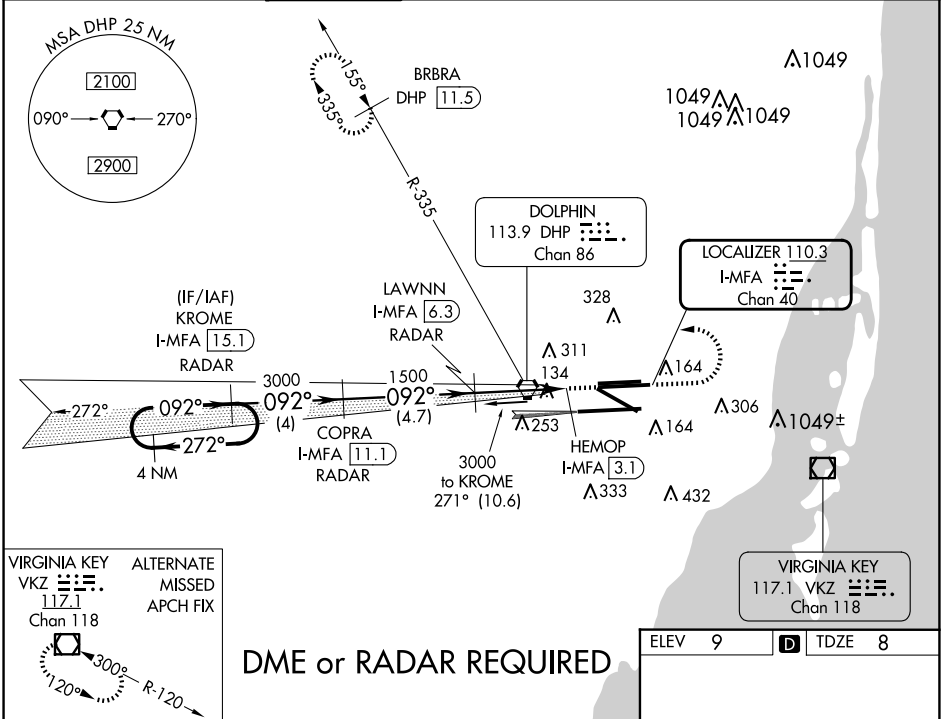 MSA DHP 25 NM
2100
090°
270°
2900
155°
335°
BRBRA
DHP 11.5
R-335
1049
1049
1049
1049
DOLPHIN
113.9 DHP
Chan 86
LOCALIZER 110.3
I-MFA
Chan 40
(IF/IAF)
KROME
I-MFA 15.1
RADAR
LAWNN
I-MFA 6.3
RADAR
328
311
134
164
3000
1500
272°
092°
092°
092°
(4)
(4.7)
272°
4 NM
COPRA
I-MFA 11.1
RADAR
3000
to KROME
271° (10.6)
253
HEMOP
I-MFA 3.1
164
306
1049±
333
432
VIRGINIA KEY
VKZ
117.1
Chan 118
ALTERNATE
MISSED
APCH FIX
300°
120°
R-120
DME or RADAR REQUIRED
VIRGINIA KEY
117.1 VKZ
Chan 118
ELEV 9 D TDZE 8